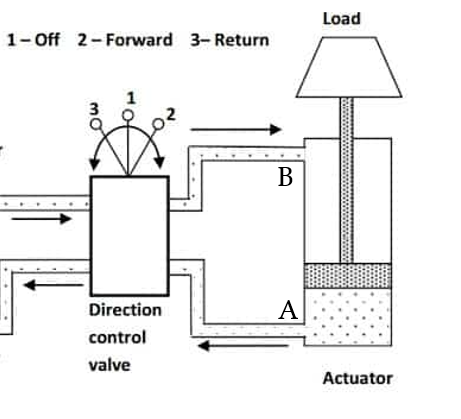 Load
1 – Off 2 – Forward 3– Return
1
3 2
B
A
Direction
control
valve
Actuator